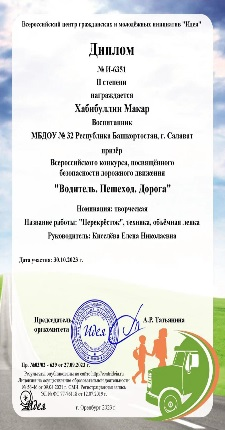 Всероссийский центр гражданских и молодёжных инициатив "Идея"
Диплом
№ И-6351
II степени
награждается
Хабибуллин Макар
Воспитанник
МБДОУ № 32 Республика Башкортостан, г. Салават
призёр
Всероссийского конкурса, посвящённого
безопасности дорожного движения
"Водитель. Пешеход. Дорога"
Номинация: творческая
Название работы: "Перекрёсток", техника, объёмная лепка
Руководитель: Киселёва Елена Николаевна
Дата участия: 30.10.2023 г.
Председатель
оргкомитета
Идея
А.Р. Татьянина
Идея
г. Оренбург 2023 г.